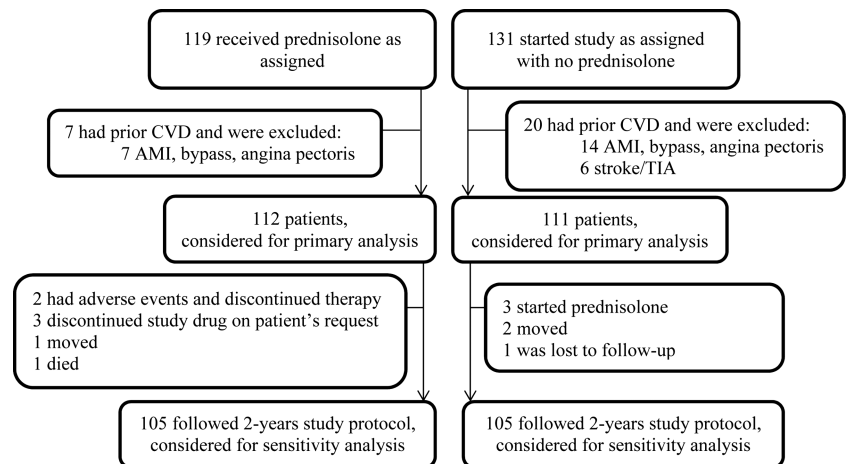 119 received prednisolone as
assigned
131 started study as assigned
with no prednisolone
7 had prior CVD and were excluded:
7 AMI, bypass, angina pectoris
20 had prior CVD and were excluded:
14 AMI, bypass, angina pectoris
6 stroke/TIA
112 patients,
considered for primary analysis
111 patients,
considered for primary analysis
2 had adverse events and discontinued therapy
3 discontinued study drug on patient’s request
1 moved
1 died
3 started prednisolone
2 moved
1 was lost to follow-up
105 followed 2-years study protocol,
considered for sensitivity analysis
105 followed 2-years study protocol,
considered for sensitivity analysis